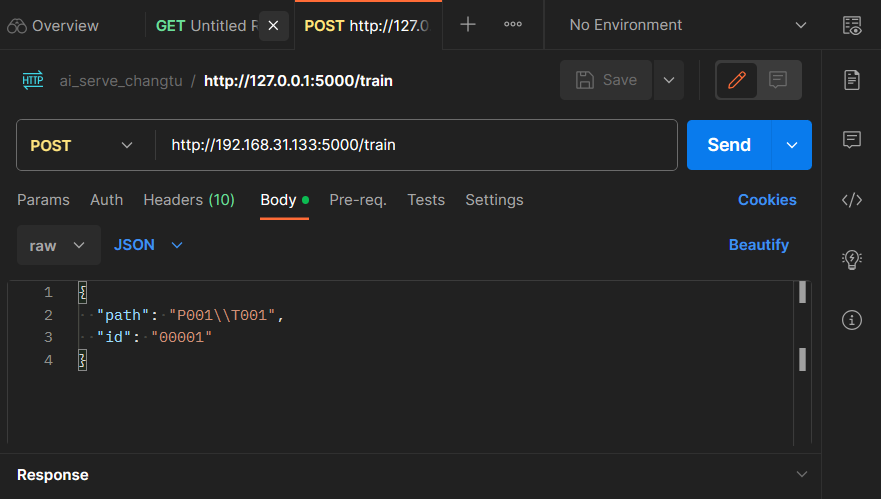 Overview
GET Untitled R
POST http://127.0
No Environment
HTTP ai_serve_changtu / http://127.0.0.1:5000/train
Save
POST
http://192.168.31.133:5000/train
Send
Params Auth Headers (10) Body Pre-req. Tests Settings Cookies
raw JSON Beautify
1 {
2 "path": "P001\\T001",
3 "id": "00001"
4 }
Response